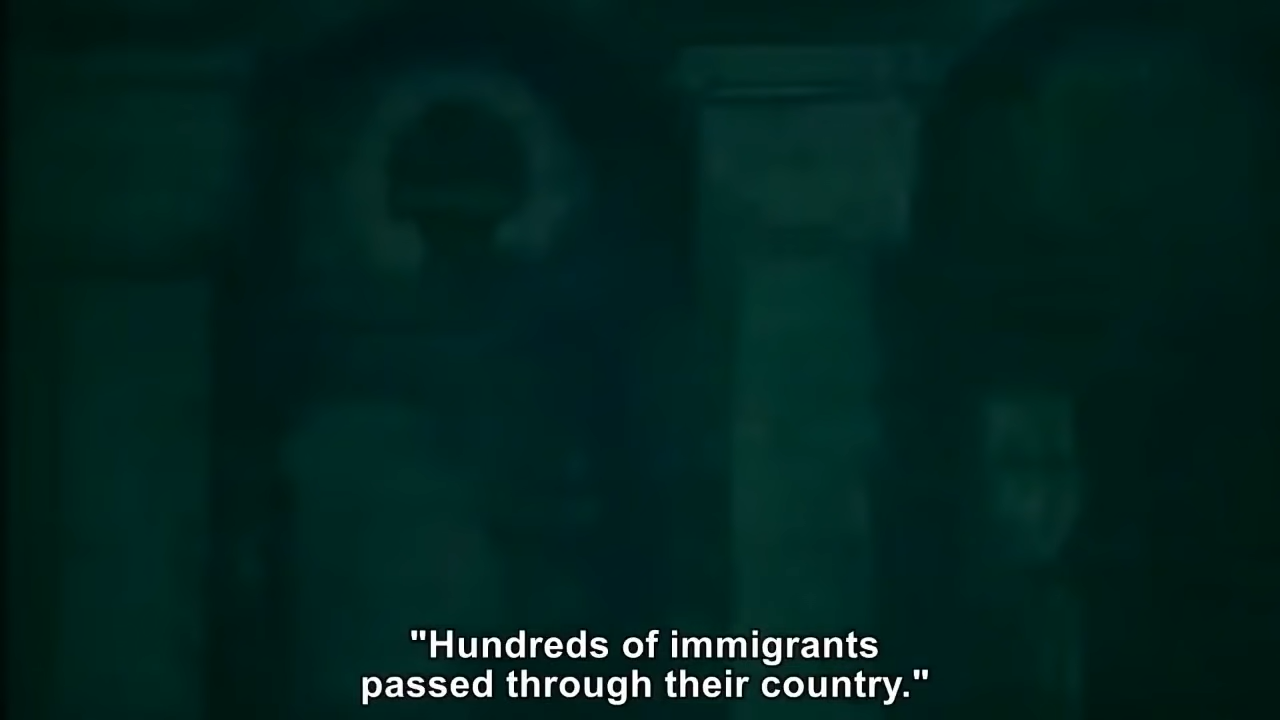 "Hundreds of immigrants
passed through their country."